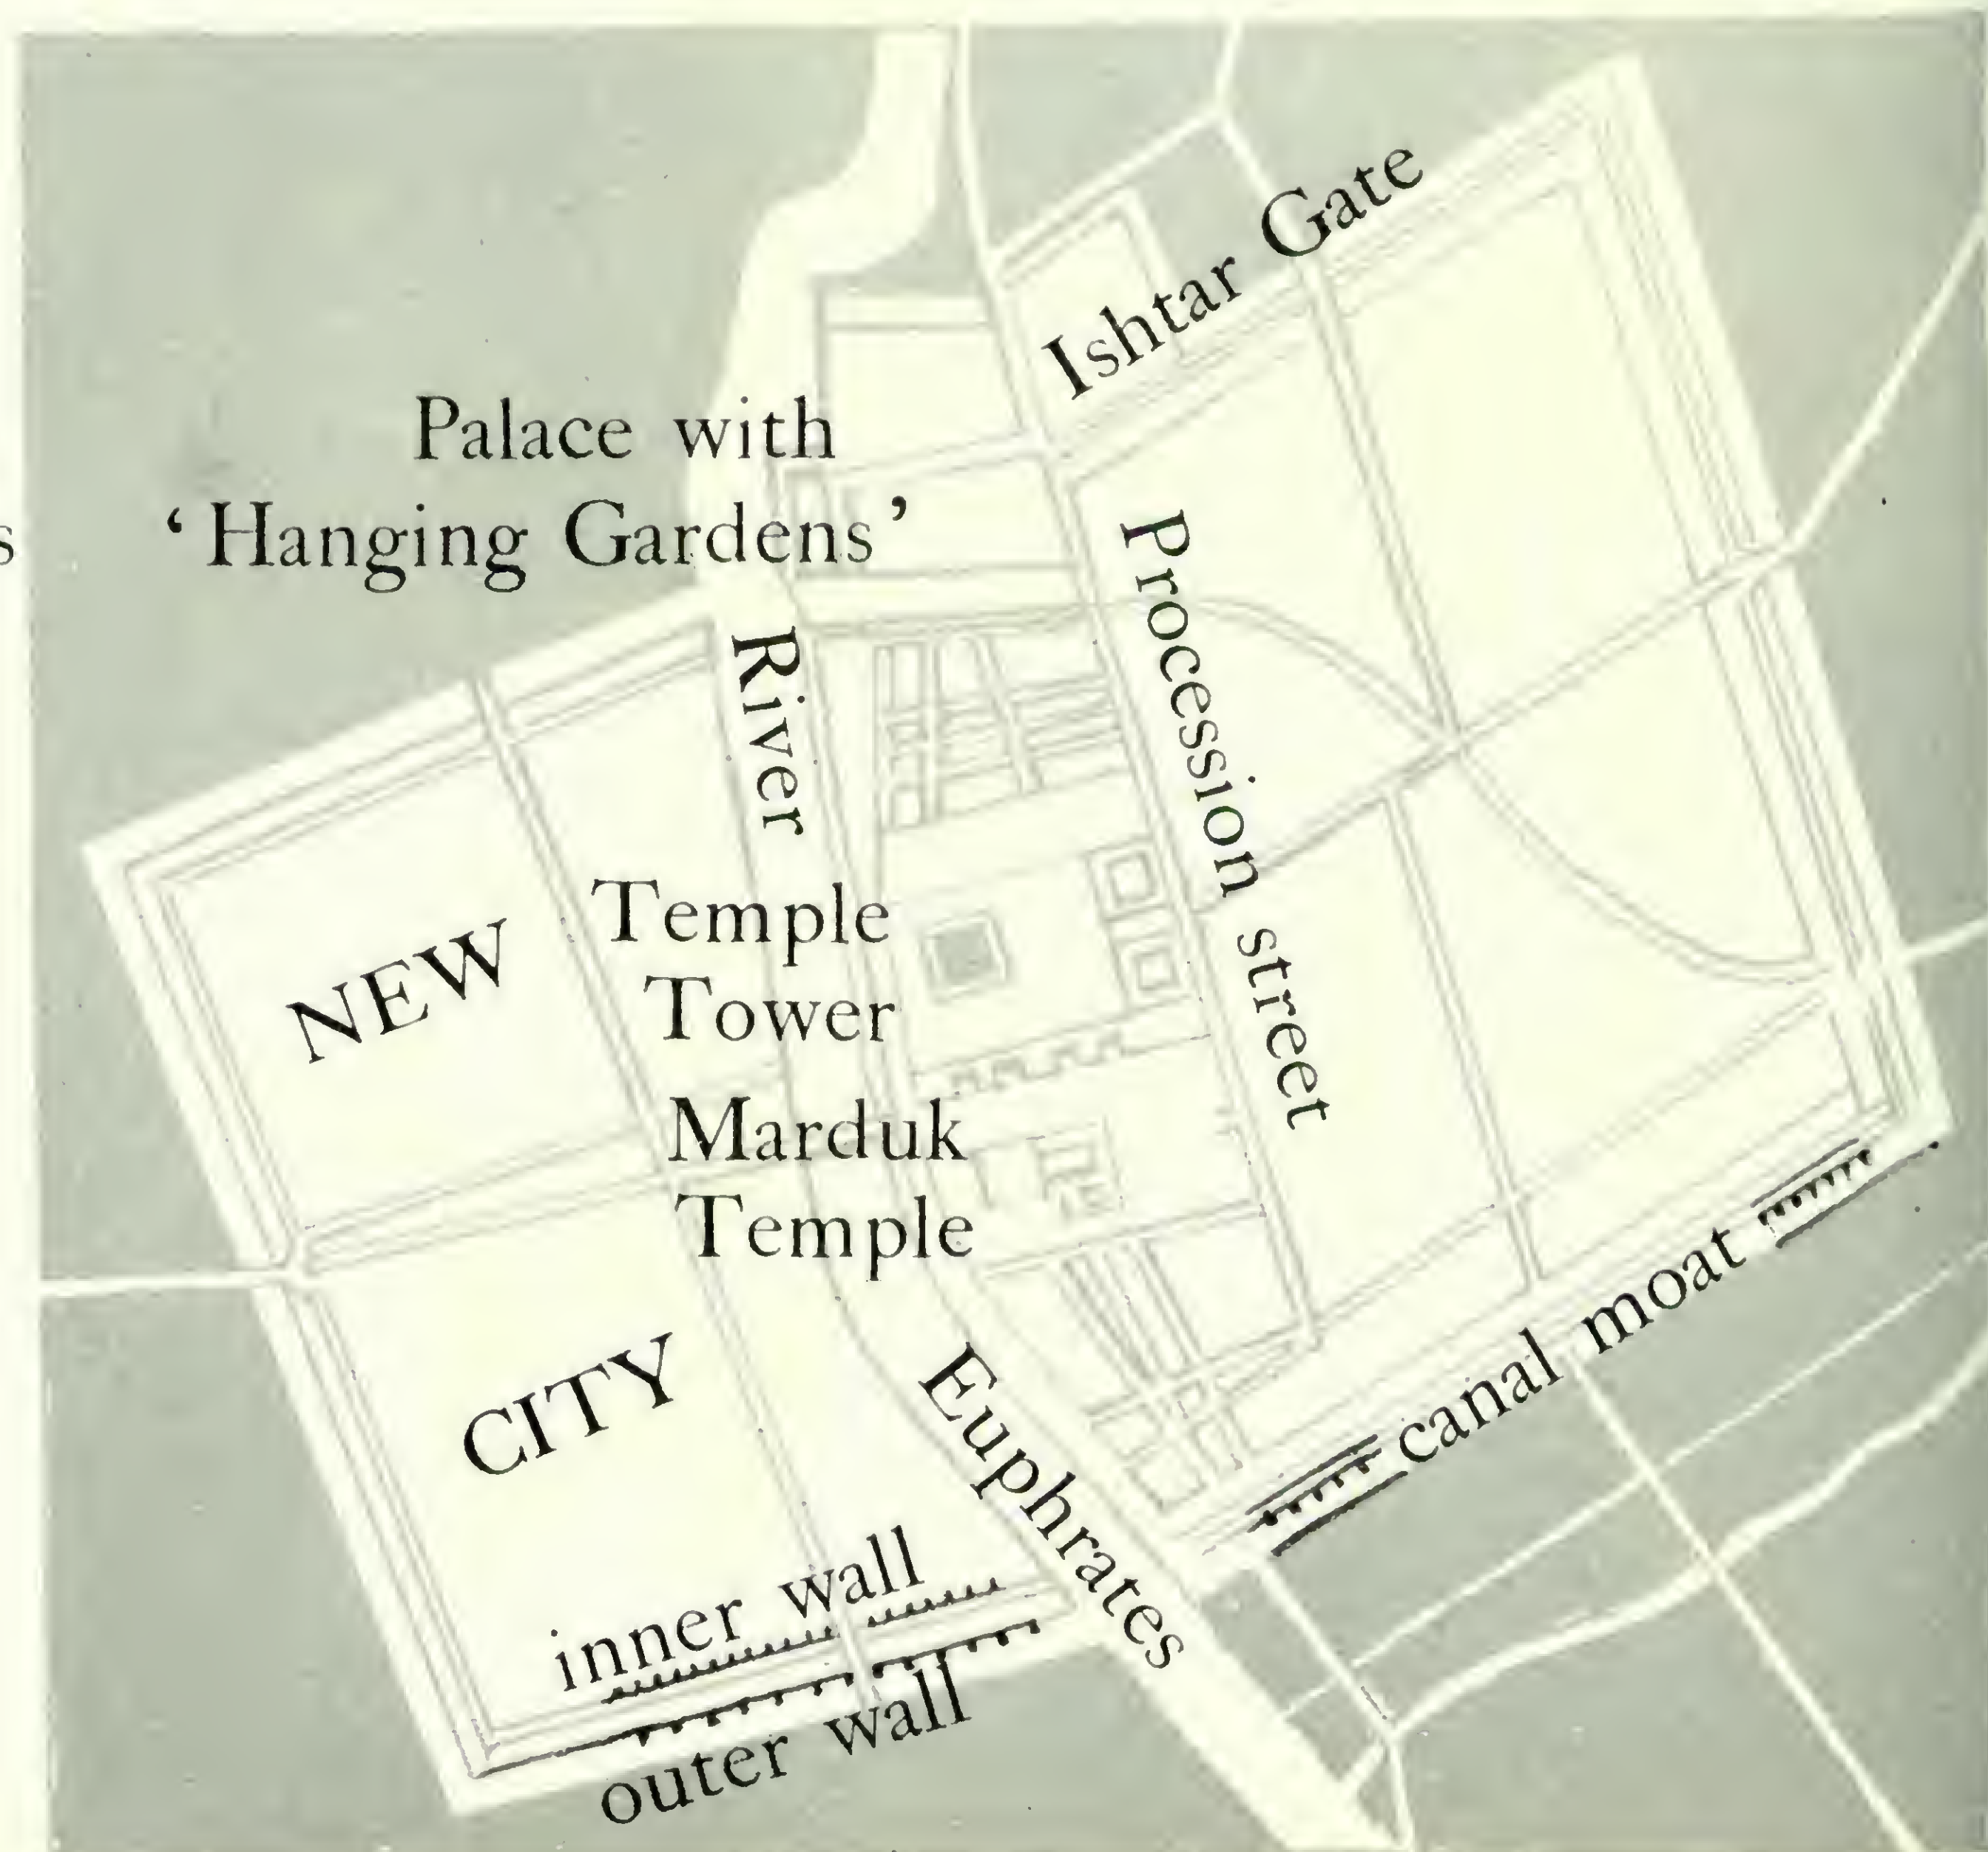 Ishtar Gate
Palace with
‘Hanging Gardens’
s
Procession street
River
Temple
Tower
NEW
Marduk
Temple
CITY
Euphrates
canal moat
inner wall
outer wall